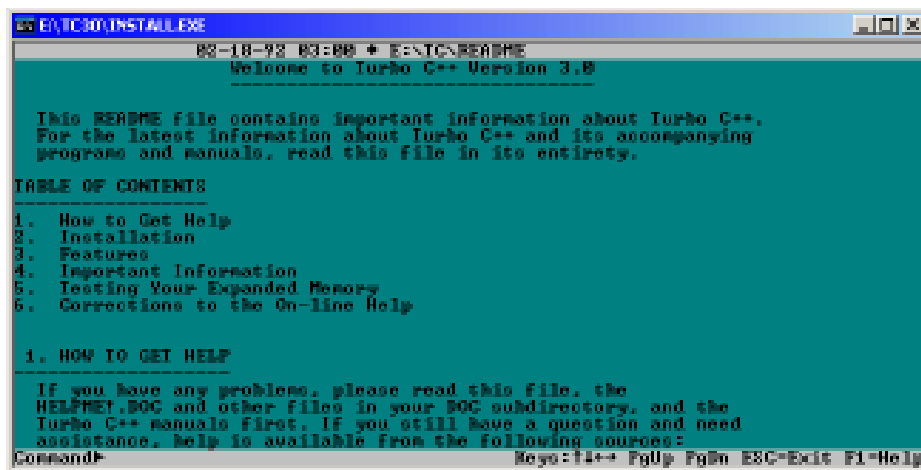 E:\TC30\INSTALL.EXE
02-18-92 03:00 ♦ E:\TC\README
Welcome to Turbo C++ Version 3.0
--------------------------------
This README file contains important information about Turbo C++.
For the latest information about Turbo C++ and its accompanying
programs and manuals, read this file in its entirety.
TABLE OF CONTENTS
-----------------
1. How to Get Help
2. Installation
3. Features
4. Important Information
5. Testing Your Expanded Memory
6. Corrections to the On-line Help
1. HOW TO GET HELP
-------------------
If you have any problems, please read this file, the
HELPME!.DOC and other files in your DOC subdirectory, and the
Turbo C++ manuals first. If you still have a question and need
assistance, help is available from the following sources:
Command► Keys:↑↓←→ PgUp PgDn ESC=Exit F1=Help